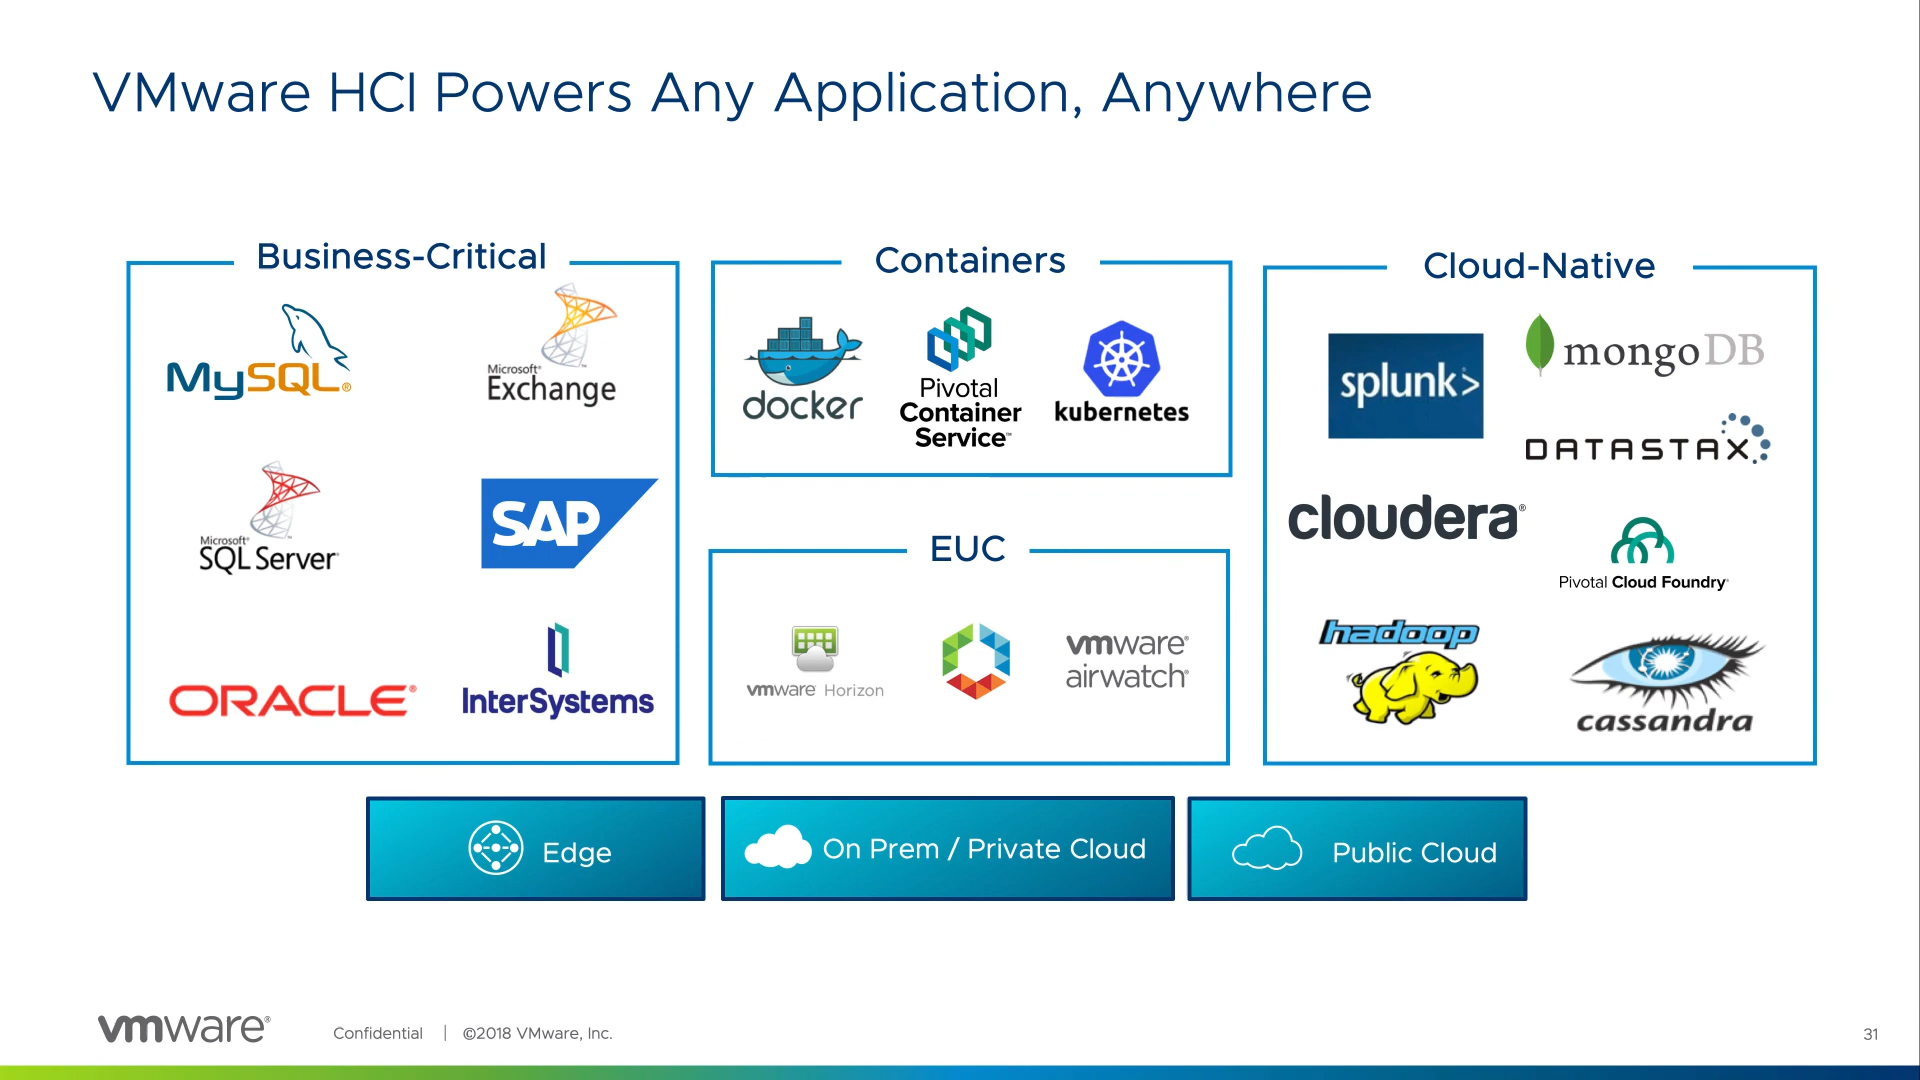 VMware HCI Powers Any Application, Anywhere
Business-Critical
MySQL®
Microsoft®
Exchange
Microsoft®
SQL Server®
SAP
ORACLE®
InterSystems
Containers
docker
Pivotal
Container
Service™
kubernetes
EUC
vmware® Horizon
vmware®
airwatch®
Cloud-Native
splunk>
mongoDB
DATASTAX
cloudera®
Pivotal Cloud Foundry®
hadoop
cassandra
Edge
On Prem / Private Cloud
Public Cloud
vmware®
Confidential | ©2018 VMware, Inc.
31